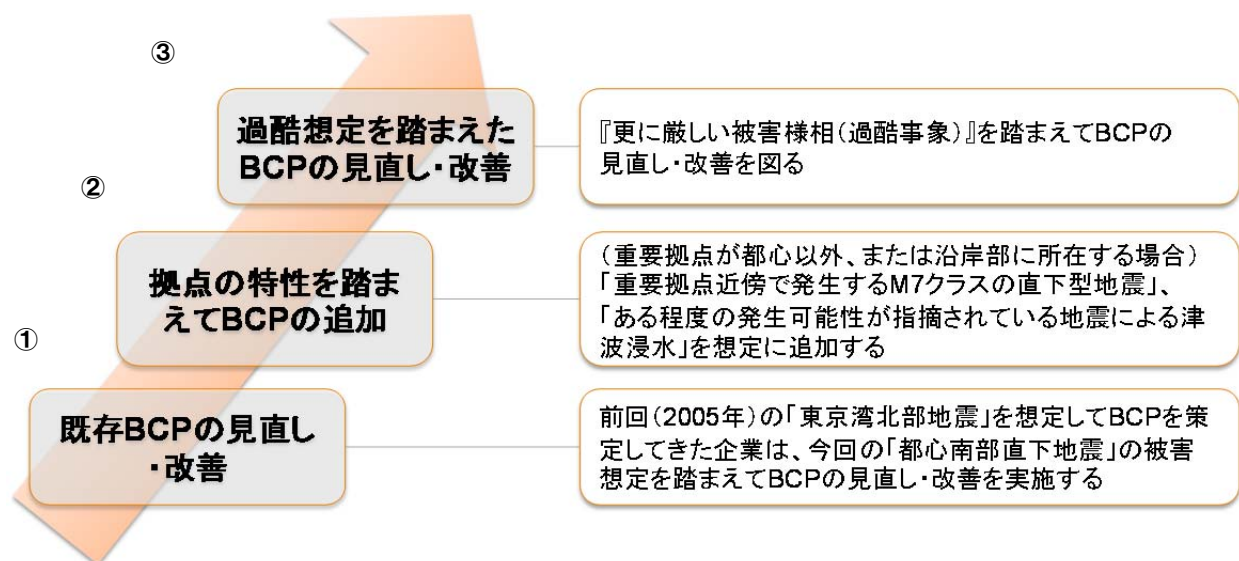 ③
過酷想定を踏まえた
BCPの見直し・改善
『更に厳しい被害様相(過酷事象)』を踏まえてBCPの
見直し・改善を図る
②
拠点の特性を踏ま
えてBCPの追加
(重要拠点が都心以外、または沿岸部に所在する場合)
「重要拠点近傍で発生するM7クラスの直下型地震」、
「ある程度の発生可能性が指摘されている地震による津
波浸水」を想定に追加する
①
既存BCPの見直し
・改善
前回(2005年)の「東京湾北部地震」を想定してBCPを策
定してきた企業は、今回の「都心南部直下地震」の被害
想定を踏まえてBCPの見直し・改善を実施する